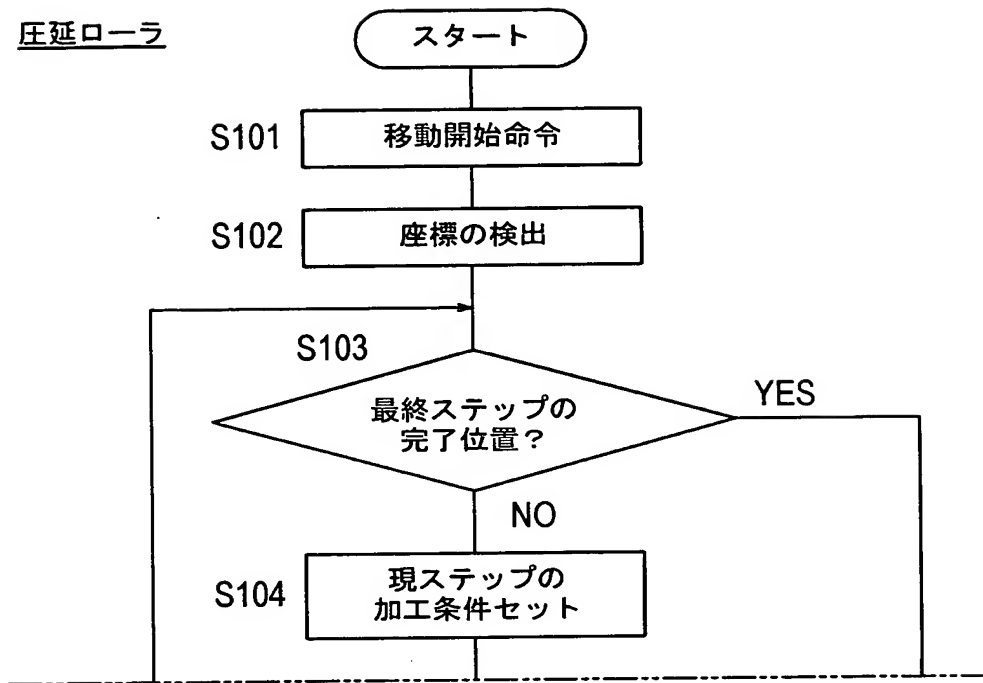 圧延ローラ
スタート
S101
移動開始命令
S102
座標の検出
S103
最終ステップの
完了位置？
YES
NO
S104
現ステップの
加工条件セット